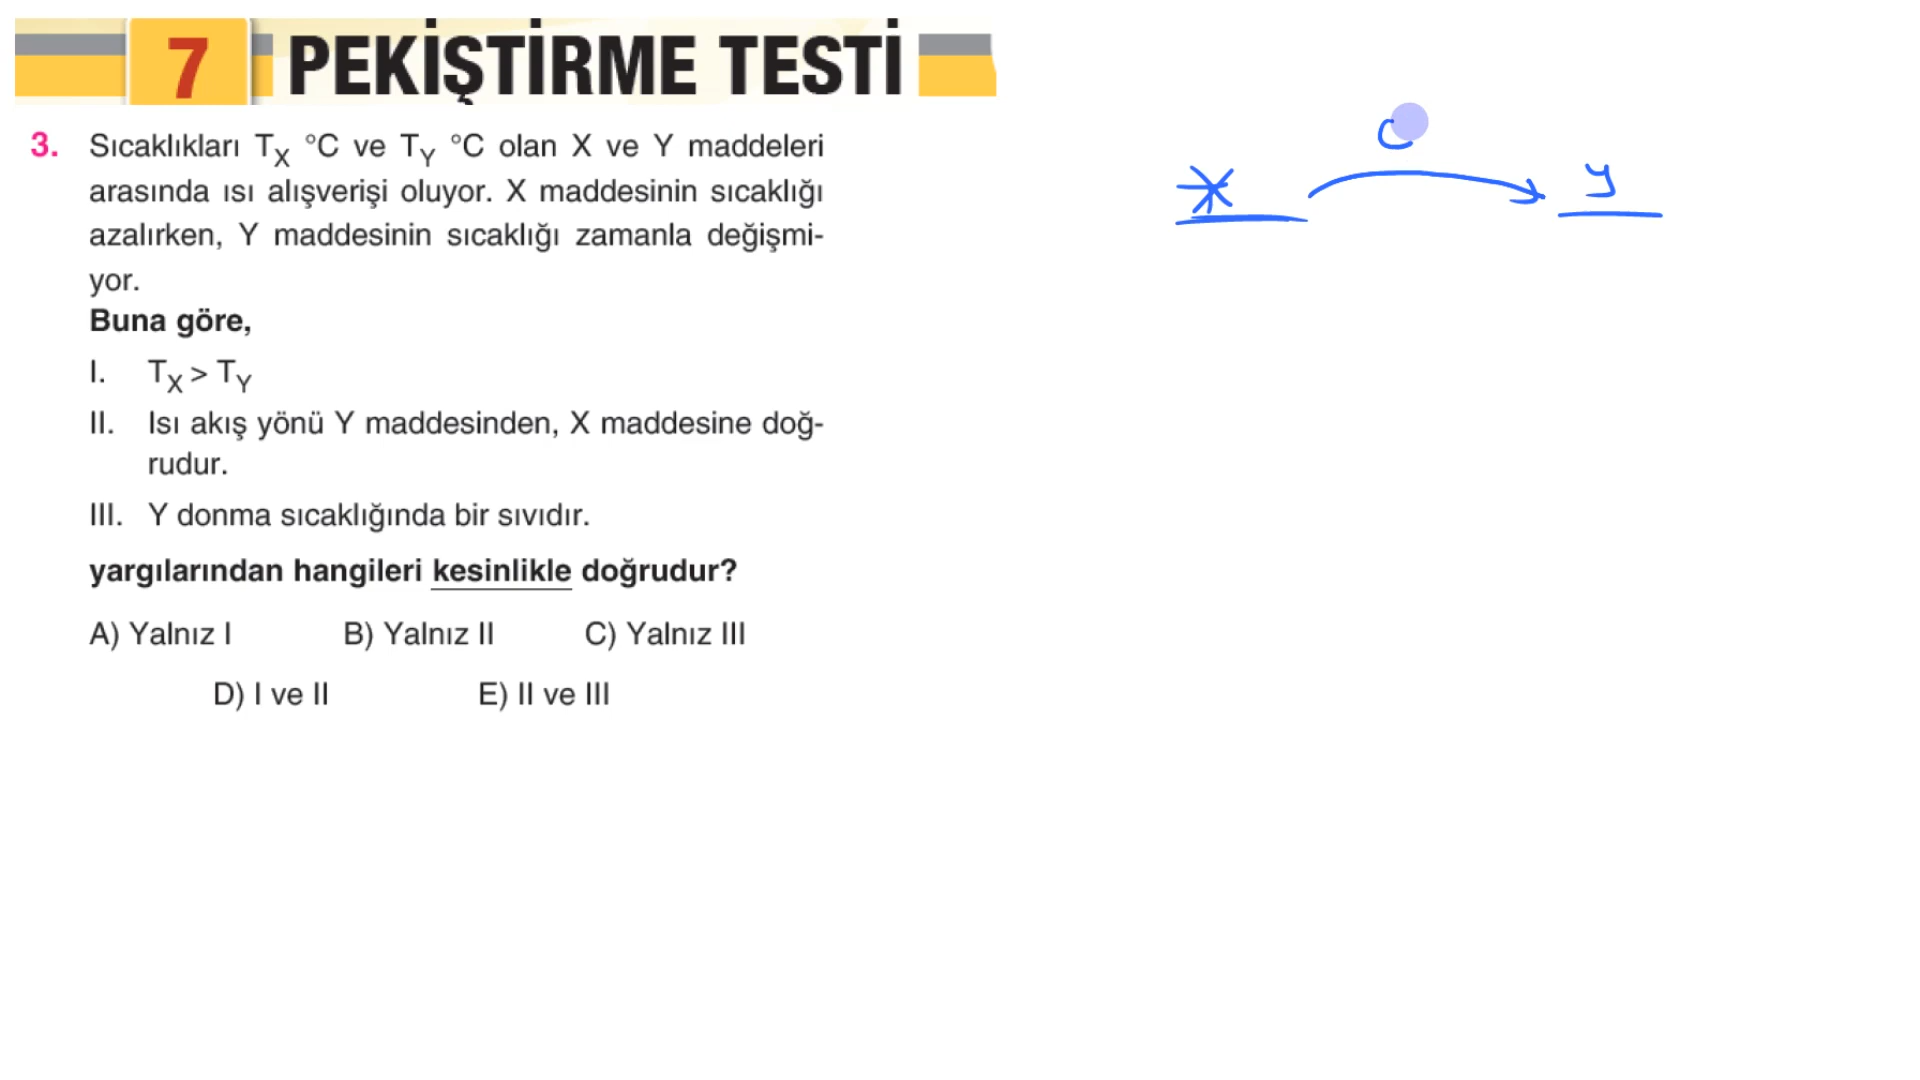 7 PEKİŞTİRME TESTİ
3. Sıcaklıkları TX °C ve TY °C olan X ve Y maddeleri
arasında ısı alışverişi oluyor. X maddesinin sıcaklığı
azalırken, Y maddesinin sıcaklığı zamanla değişmi-
yor.
Buna göre,
I. TX > TY
II. Isı akış yönü Y maddesinden, X maddesine doğ-
rudur.
III. Y donma sıcaklığında bir sıvıdır.
yargılarından hangileri kesinlikle doğrudur?
A) Yalnız I B) Yalnız II C) Yalnız III
D) I ve II E) II ve III
X Y